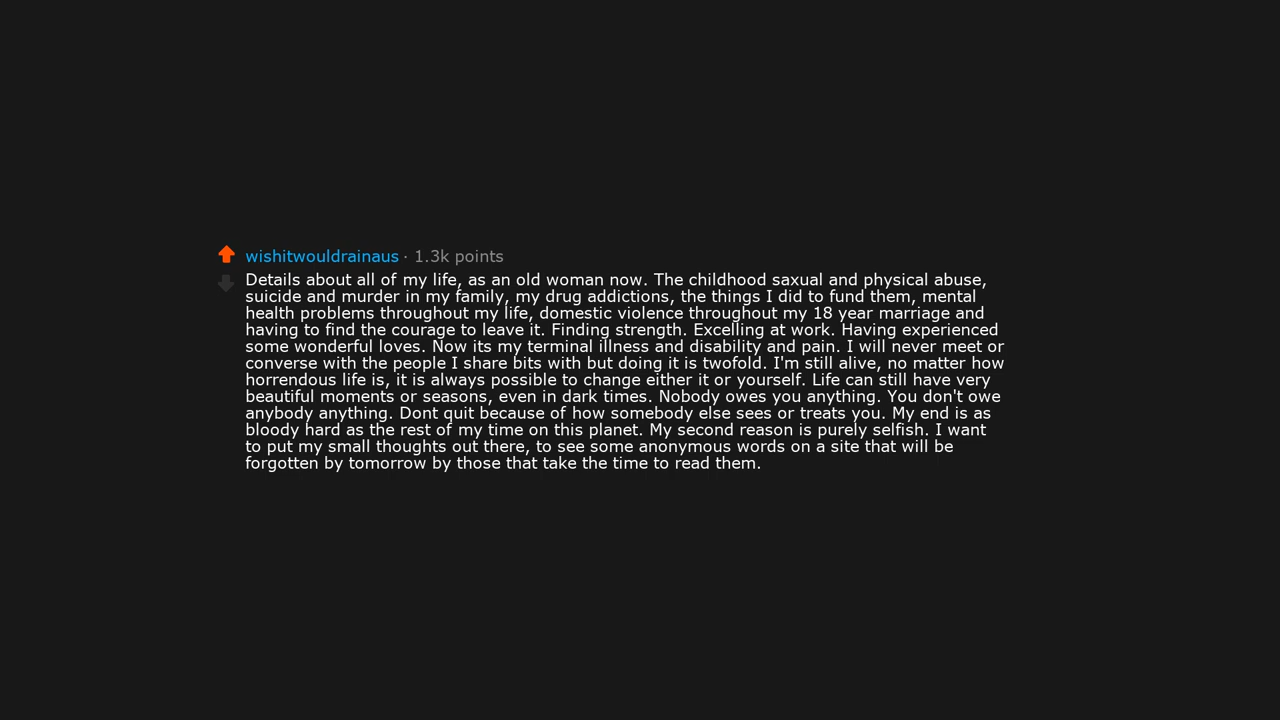 wishitwouldrainaus · 1.3k points
Details about all of my life, as an old woman now. The childhood saxual and physical abuse,
suicide and murder in my family, my drug addictions, the things I did to fund them, mental
health problems throughout my life, domestic violence throughout my 18 year marriage and
having to find the courage to leave it. Finding strength. Excelling at work. Having experienced
some wonderful loves. Now its my terminal illness and disability and pain. I will never meet or
converse with the people I share bits with but doing it is twofold. I'm still alive, no matter how
horrendous life is, it is always possible to change either it or yourself. Life can still have very
beautiful moments or seasons, even in dark times. Nobody owes you anything. You don't owe
anybody anything. Dont quit because of how somebody else sees or treats you. My end is as
bloody hard as the rest of my time on this planet. My second reason is purely selfish. I want
to put my small thoughts out there, to see some anonymous words on a site that will be
forgotten by tomorrow by those that take the time to read them.